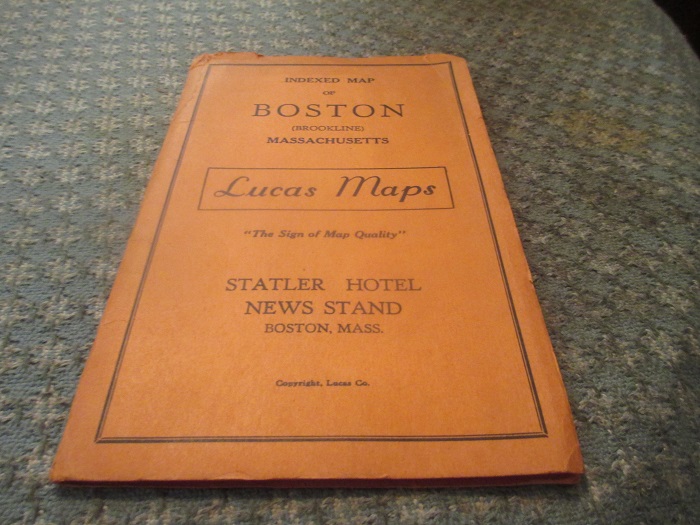 INDEXED MAP
OF
BOSTON
(BROOKLINE)
MASSACHUSETTS
Lucas Maps
"The Sign of Map Quality"
STATLER HOTEL
NEWS STAND
BOSTON, MASS.
Copyright, Lucas Co.